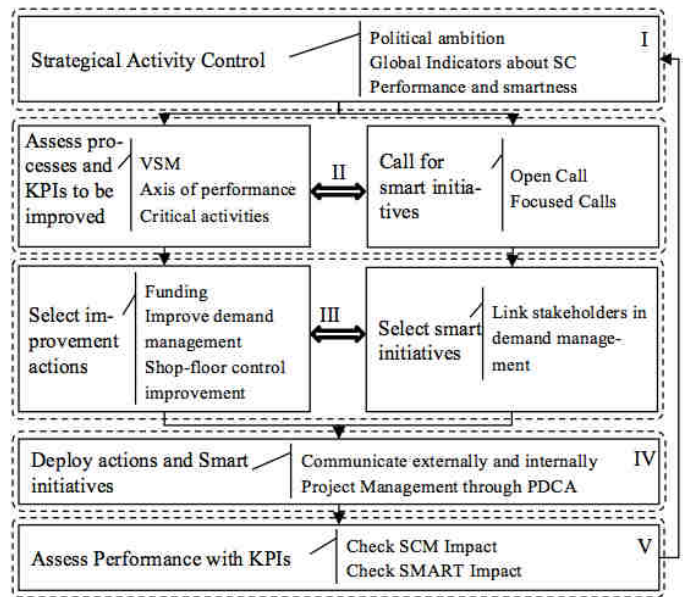 Strategical Activity Control
Political ambition
Global Indicators about SC
Performance and smartness
I
Assess pro-
cesses and
KPIs to be
improved
VSM
Axis of performance
Critical activities
II
Call for
smart initia-
tives
Open Call
Focused Calls
Select im-
provement
actions
Funding
Improve demand
management
Shop-floor control
improvement
III
Select smart
initiatives
Link stakeholders in
demand manage-
ment
Deploy actions and Smart
initiatives
Communicate externally and internally
Project Management through PDCA
IV
Assess Performance with KPIs
Check SCM Impact
Check SMART Impact
V